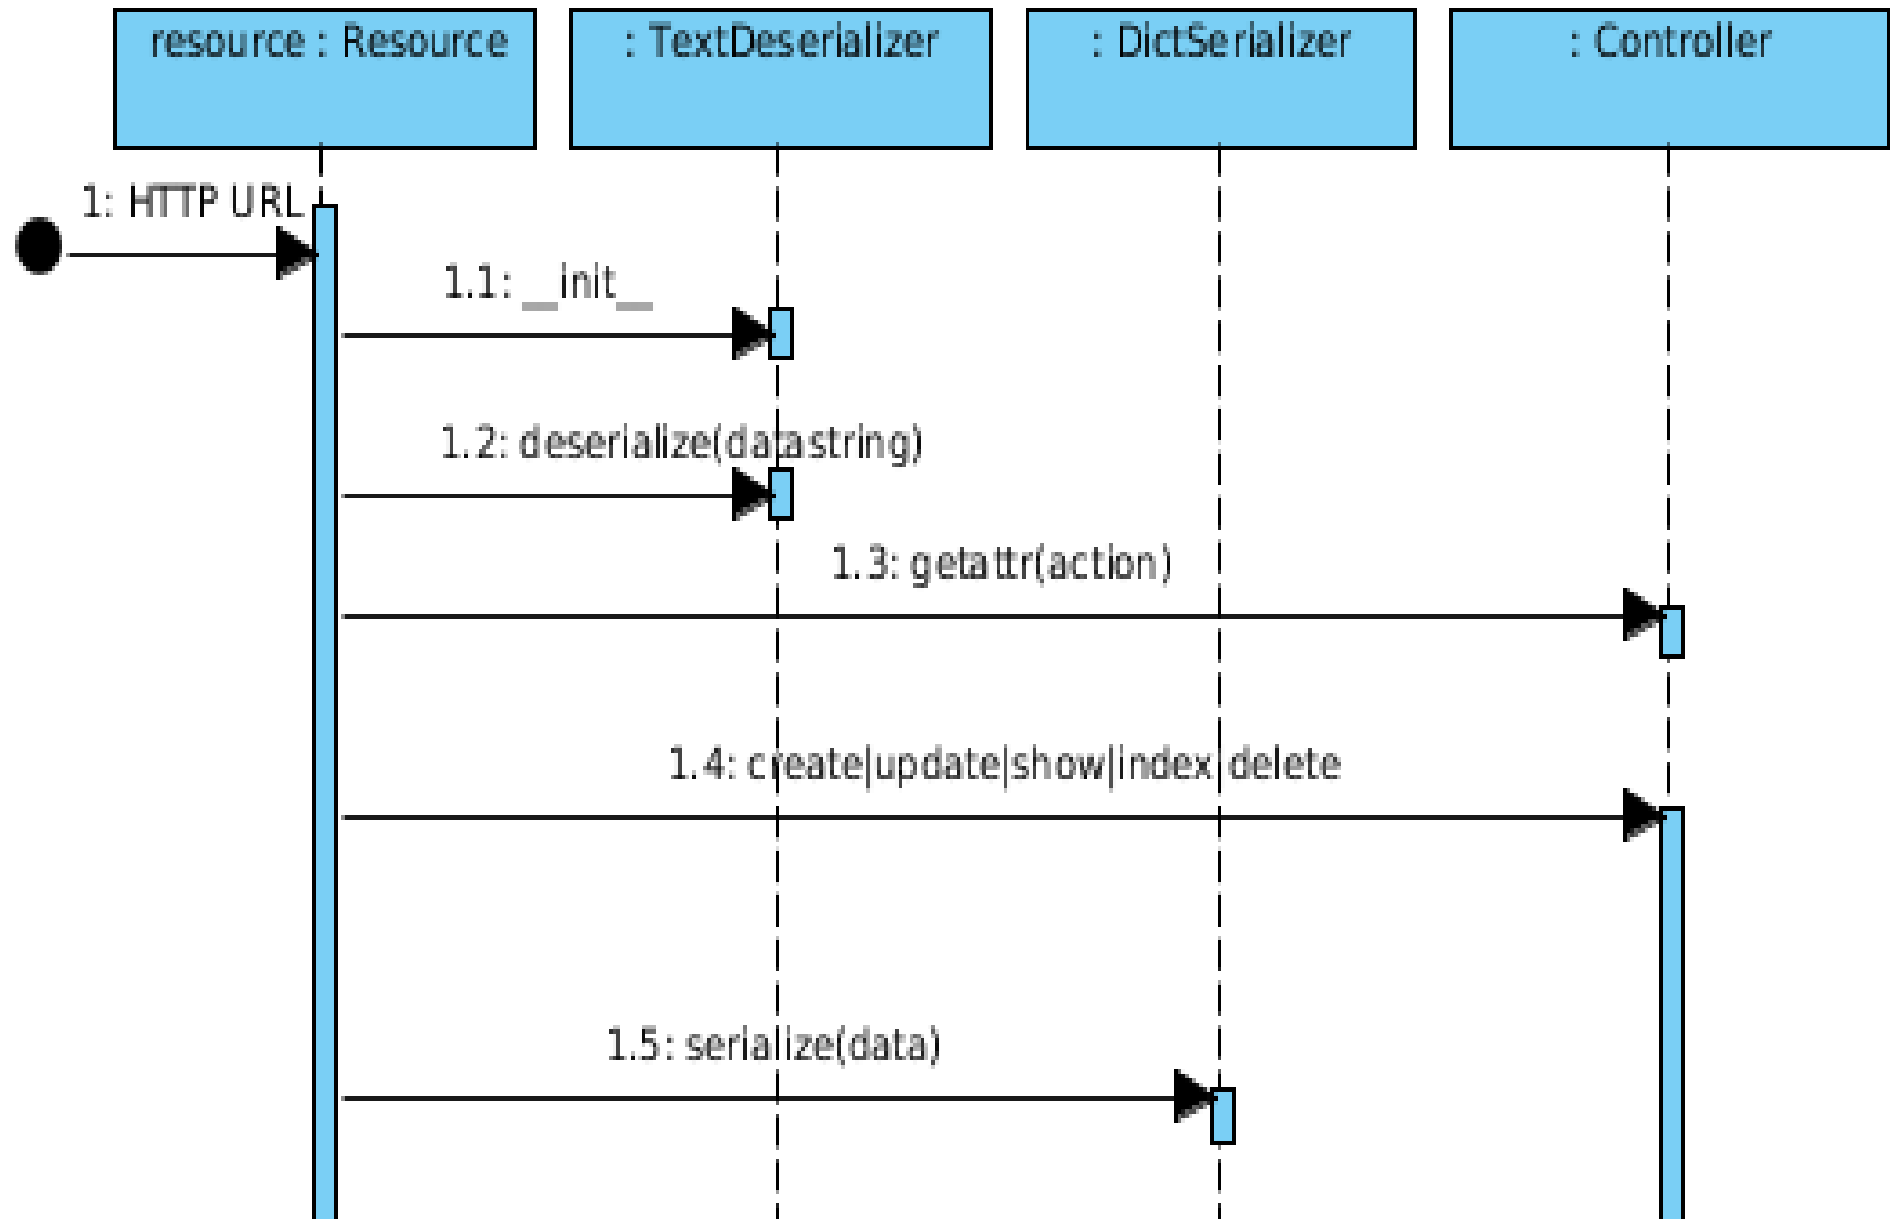 resource : Resource
: TextDeserializer
: DictSerializer
: Controller
1: HTTP URL
1.1: __init__
1.2: deserialize(datastring)
1.3: getattr(action)
1.4: create|update|show|index|delete
1.5: serialize(data)